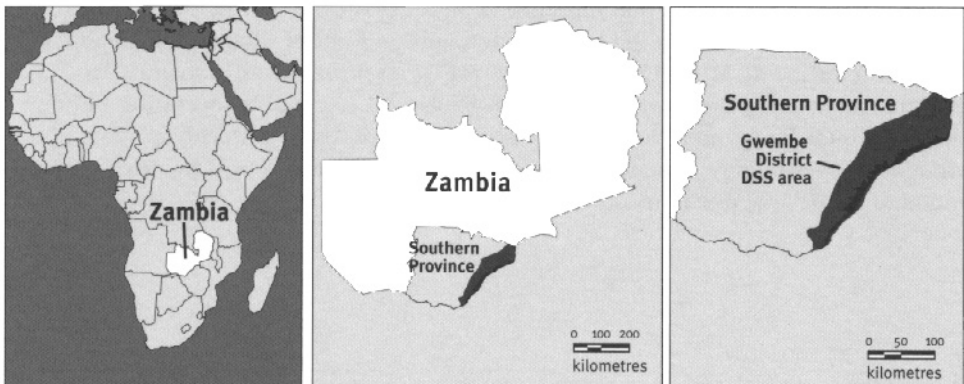 Zambia
Zambia
Southern
Province
0 100 200
kilometres
Southern Province
Gwembe
District
DSS area
0 50 100
kilometres